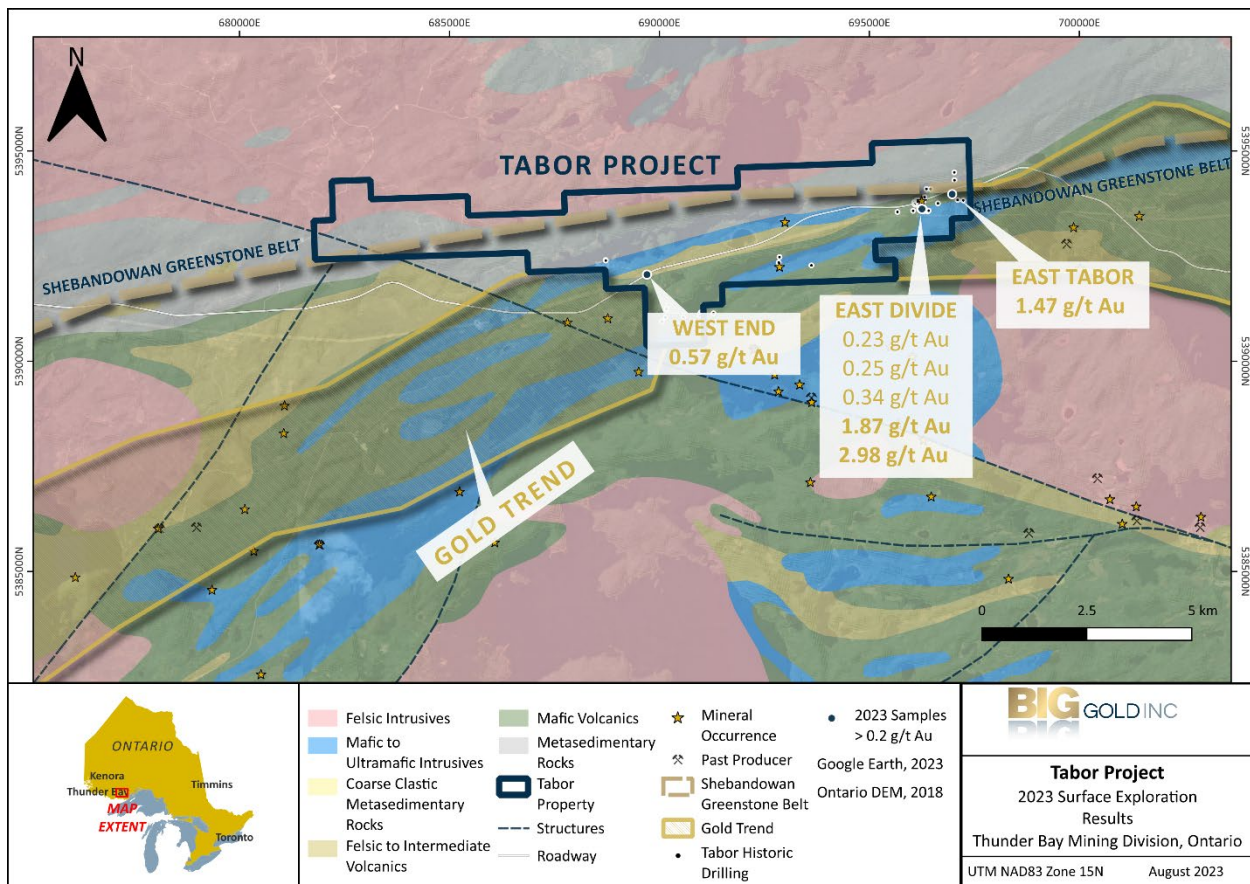 680000E
685000E
690000E
695000E
700000E
N
5395000N
5395000N
TABOR PROJECT
SHEBANDOWAN GREENSTONE BELT
SHEBANDOWAN GREENSTONE BELT
EAST TABOR
1.47 g/t Au
WEST END
0.57 g/t Au
EAST DIVIDE
0.23 g/t Au
0.25 g/t Au
0.34 g/t Au
1.87 g/t Au
2.98 g/t Au
5390000N
5390000N
GOLD TREND
5385000N
5385000N
0
2.5
5 km
ONTARIO
Kenora
Thunder Bay
Timmins
MAP
EXTENT
Toronto
Felsic Intrusives
Mafic to
Ultramafic Intrusives
Coarse Clastic
Metasedimentary
Rocks
Felsic to Intermediate
Volcanics
Mafic Volcanics
Metasedimentary
Rocks
Tabor
Property
Structures
Roadway
Mineral
Occurrence
Past Producer
Shebandowan
Greenstone Belt
Gold Trend
Tabor Historic
Drilling
2023 Samples
> 0.2 g/t Au
Google Earth, 2023
Ontario DEM, 2018
BIG GOLD INC
Tabor Project
2023 Surface Exploration
Results
Thunder Bay Mining Division, Ontario
UTM NAD83 Zone 15N
August 2023